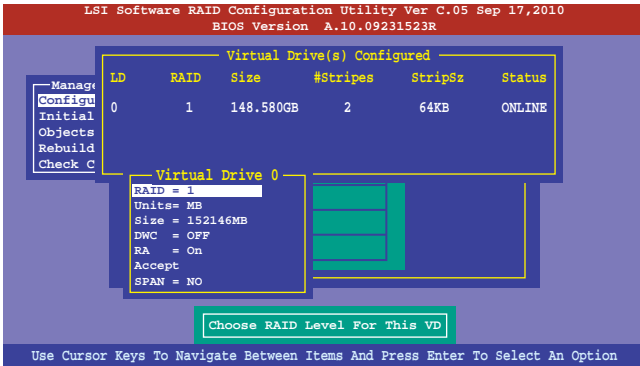 LSI Software RAID Configuration Utility Ver C.05 Sep 17,2010
BIOS Version A.10.09231523R
Virtual Drive(s) Configured
LD RAID Size #Stripes StripSz Status
0 1 148.580GB 2 64KB ONLINE
Manage
Configu
Initial
Objects
Rebuild
Check C
Virtual Drive 0
RAID = 1
Units= MB
Size = 152146MB
DWC = OFF
RA = On
Accept
SPAN = NO
Choose RAID Level For This VD
Use Cursor Keys To Navigate Between Items And Press Enter To Select An Option